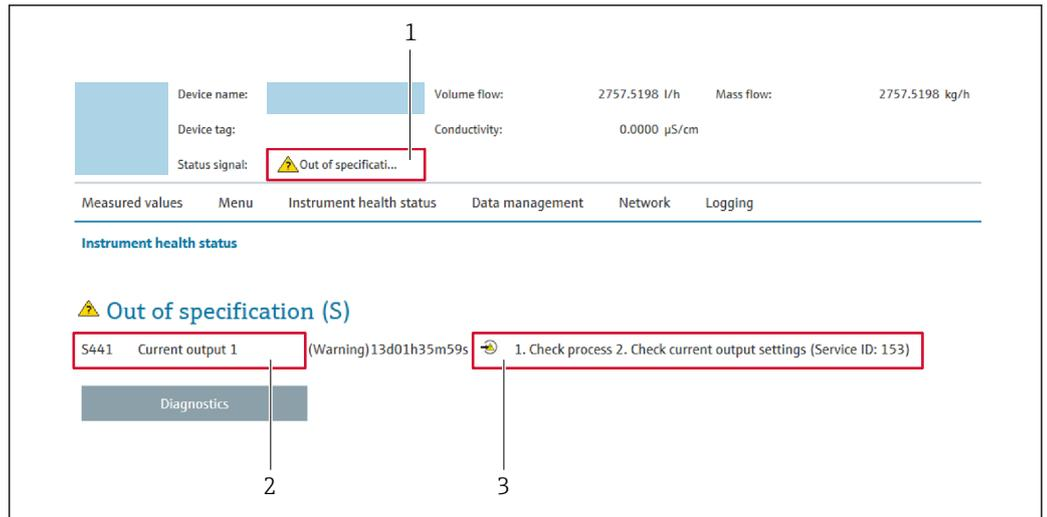 1
Device name: Volume flow: 2757.5198 l/h Mass flow: 2757.5198 kg/h
Device tag: Conductivity: 0.0000 µS/cm
Status signal: Out of specificati...
Measured values Menu Instrument health status Data management Network Logging
Instrument health status
Out of specification (S)
S441 Current output 1 (Warning)13d01h35m59s 1. Check process 2. Check current output settings (Service ID: 153)
Diagnostics
2 3